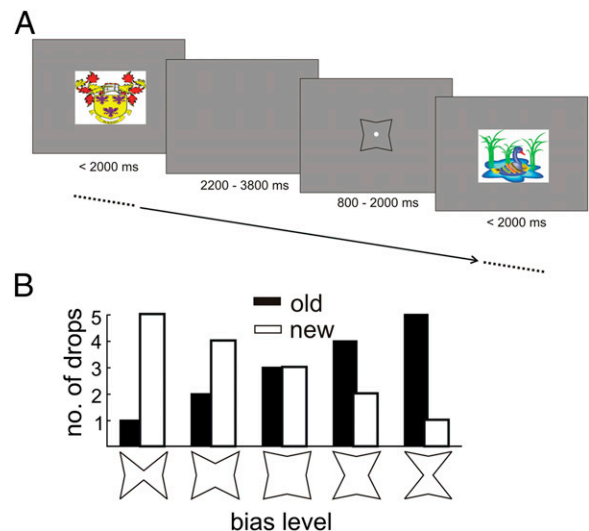 A
< 2000 ms
2200 - 3800 ms
800 - 2000 ms
< 2000 ms
B
no. of drops
5
4
3
2
1
old
new
bias level